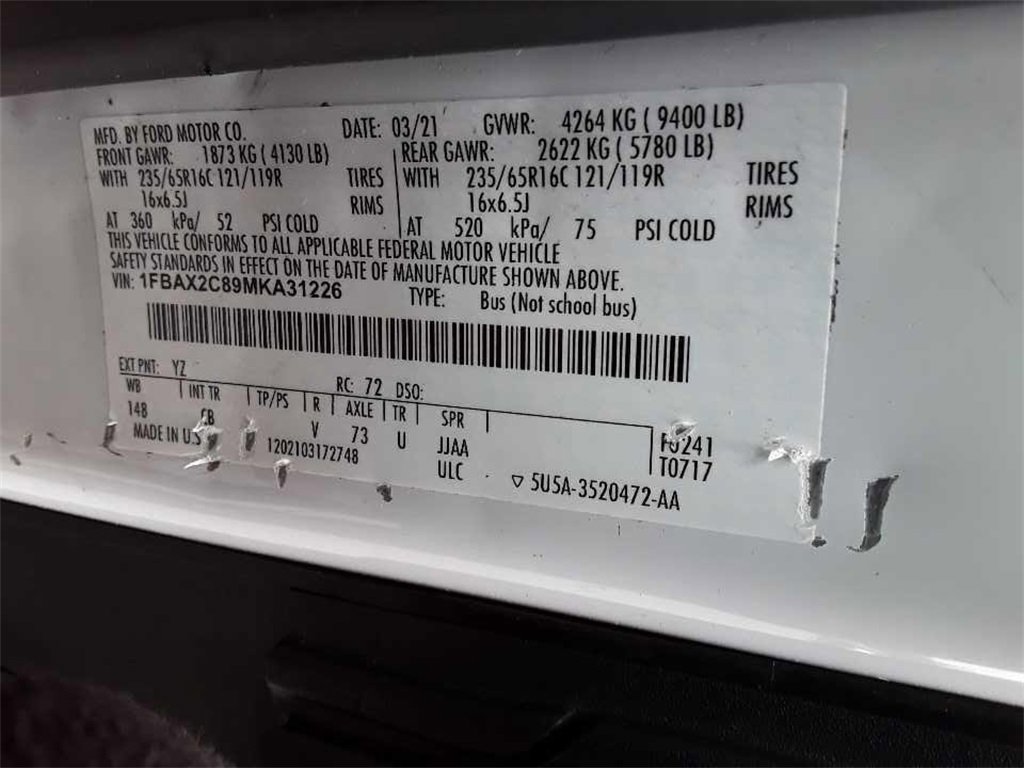 MFD. BY FORD MOTOR CO. DATE: 03/21 GVWR: 4264 KG ( 9400 LB)
FRONT GAWR: 1873 KG ( 4130 LB) REAR GAWR: 2622 KG ( 5780 LB)
WITH 235/65R16C 121/119R TIRES WITH 235/65R16C 121/119R TIRES
16x6.5J RIMS 16x6.5J RIMS
AT 360 kPa/ 52 PSI COLD AT 520 kPa/ 75 PSI COLD
THIS VEHICLE CONFORMS TO ALL APPLICABLE FEDERAL MOTOR VEHICLE
SAFETY STANDARDS IN EFFECT ON THE DATE OF MANUFACTURE SHOWN ABOVE.
VIN: 1FBAX2C89MKA31226 TYPE: Bus (Not school bus)
EXT PNT: YZ RC: 72 DSO:
WB INT TR TP/PS R AXLE TR SPR
148 CB V 73 U JJAA F0241
MADE IN U.S 1202103172748 ULC T0717
5U5A-3520472-AA